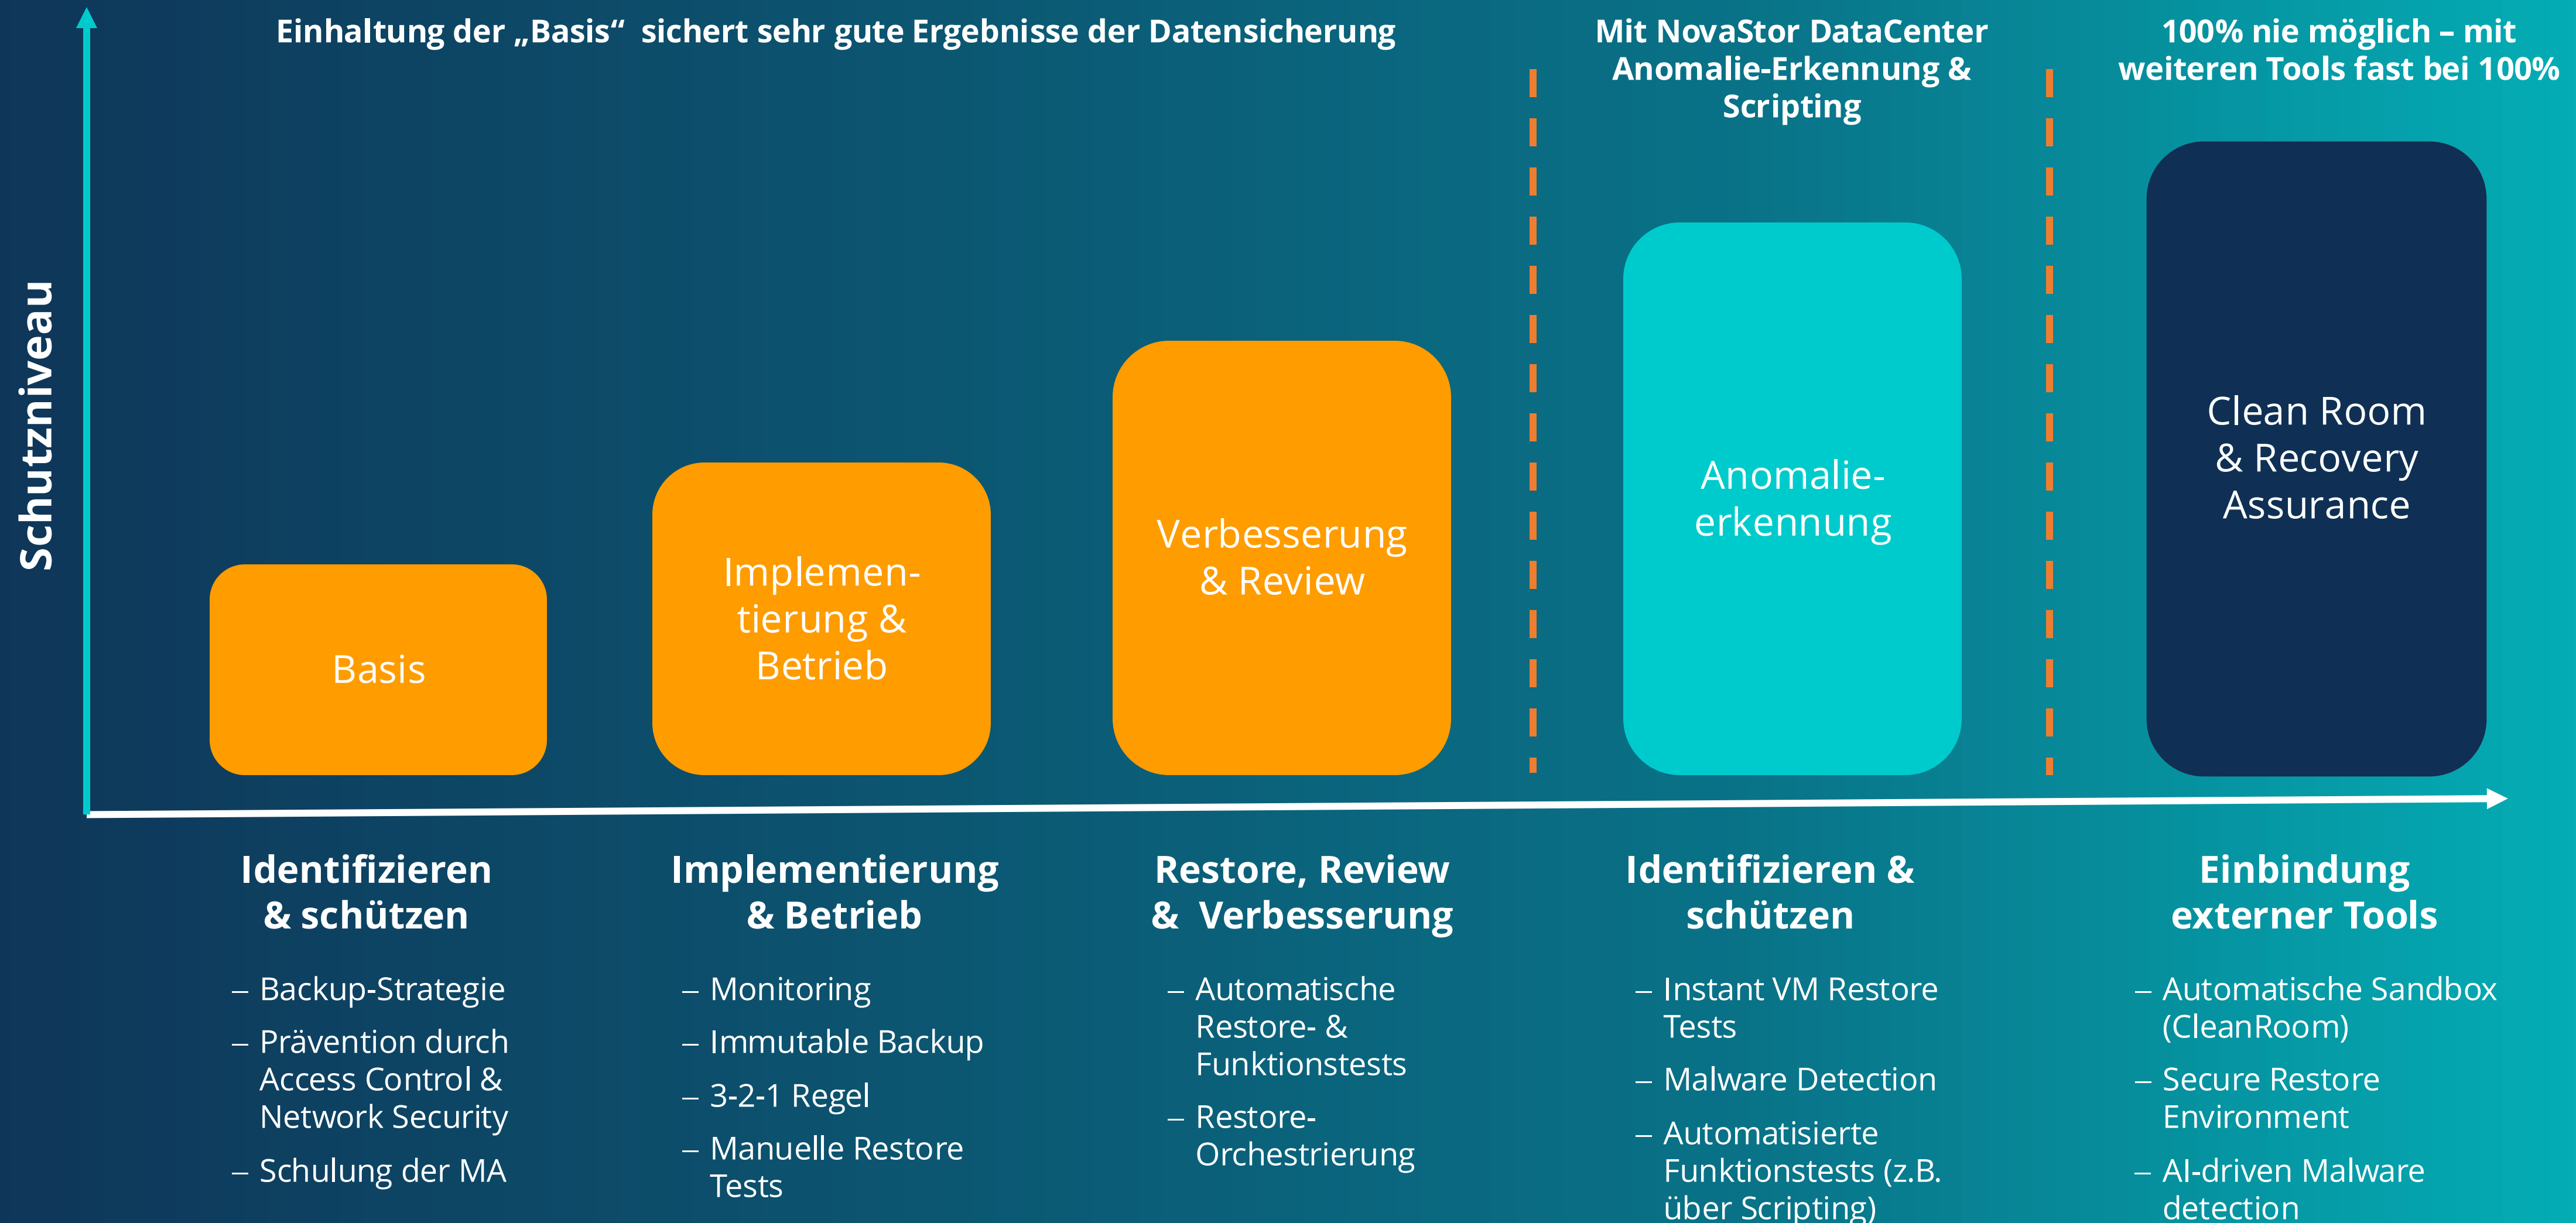 Einhaltung der „Basis“  sichert sehr gute Ergebnisse der Datensicherung
Mit NovaStor DataCenter
Anomalie-Erkennung &
Scripting
100% nie möglich – mit
weiteren Tools fast bei 100%
Schutzniveau
Basis
Implemen-
tierung &
Betrieb
Verbesserung
& Review
Anomalie-
erkennung
Clean Room
& Recovery
Assurance
Identifizieren
& schützen
– Backup-Strategie
– Prävention durch
Access Control &
Network Security
– Schulung der MA
Implementierung
& Betrieb
– Monitoring
– Immutable Backup
– 3-2-1 Regel
– Manuelle Restore
Tests
Restore, Review
&  Verbesserung
– Automatische
Restore- &
Funktionstests
– Restore-
Orchestrierung
Identifizieren &
schützen
– Instant VM Restore
Tests
– Malware Detection
– Automatisierte
Funktionstests (z.B.
über Scripting)
Einbindung
externer Tools
– Automatische Sandbox
(CleanRoom)
– Secure Restore
Environment
– AI-driven Malware
detection